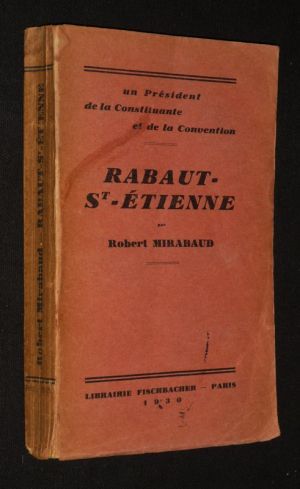 un Président
de la Constituante
et de la Convention
RABAUT-
ST-ÉTIENNE
par
Robert MIRABAUD
LIBRAIRIE FISCHBACHER — PARIS
1930
Robert Mirabaud - RABAUT-ST-ÉTIENNE